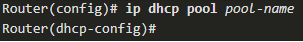 Router(config)# ip dhcp pool pool-name
Router(dhcp-config)#